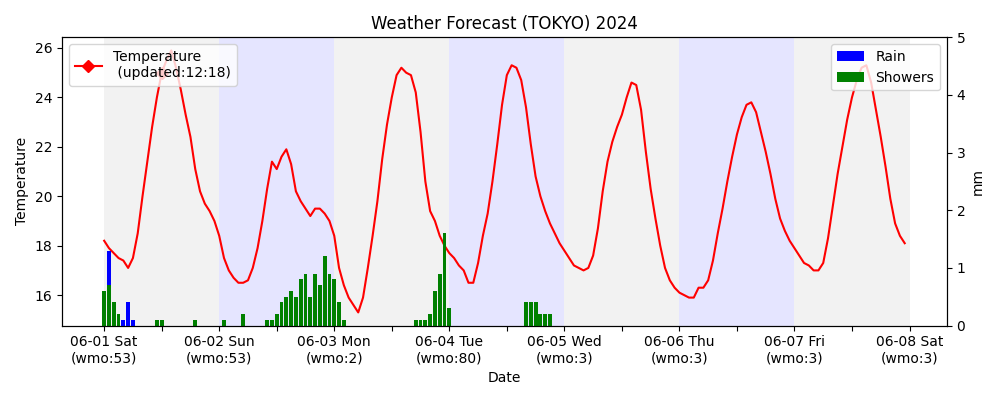 Weather Forecast (TOKYO) 2024
Temperature
(updated:12:18)
Rain
Showers
Temperature
26
24
22
20
18
16
5
4
3
2
1
0
mm
06-01 Sat
(wmo:53)
06-02 Sun
(wmo:53)
06-03 Mon
(wmo:2)
06-04 Tue
(wmo:80)
06-05 Wed
(wmo:3)
06-06 Thu
(wmo:3)
06-07 Fri
(wmo:3)
06-08 Sat
(wmo:3)
Date